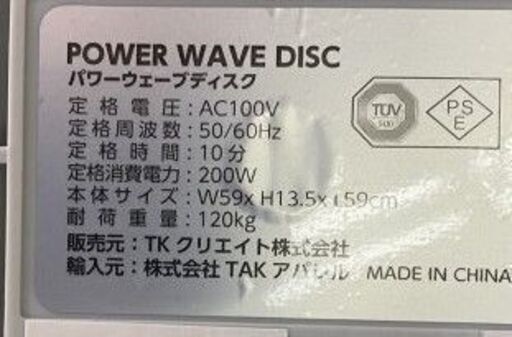 POWER WAVE DISC
パワーウェーブディスク
定格電圧:AC100V
定格周波数:50/60Hz
定格時間:10分
定格消費電力:200W
本体サイズ:W59x H13.5x L59cm
耐荷重量:120kg
販売元:TKクリエイト株式会社
輸入元:株式会社 TAK アパレル MADE IN CHINA
TÜV
SÜD
PS
E